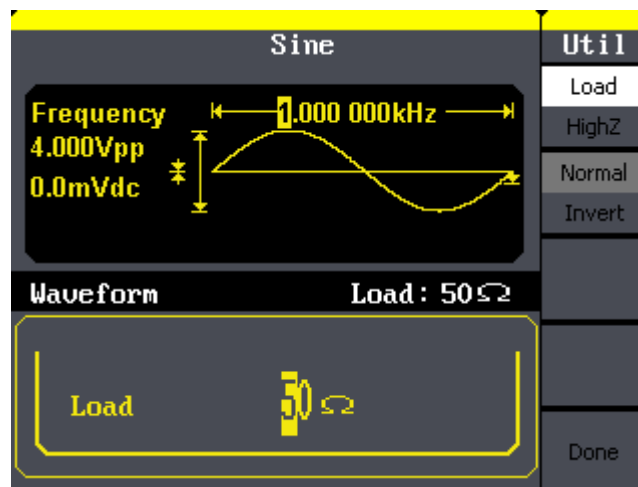 Sine
Util
Frequency
1.000 000kHz
4.000Vpp
0.0mVdc
Load
HighZ
Normal
Invert
Waveform
Load: 50Ω
Load
50Ω
Done